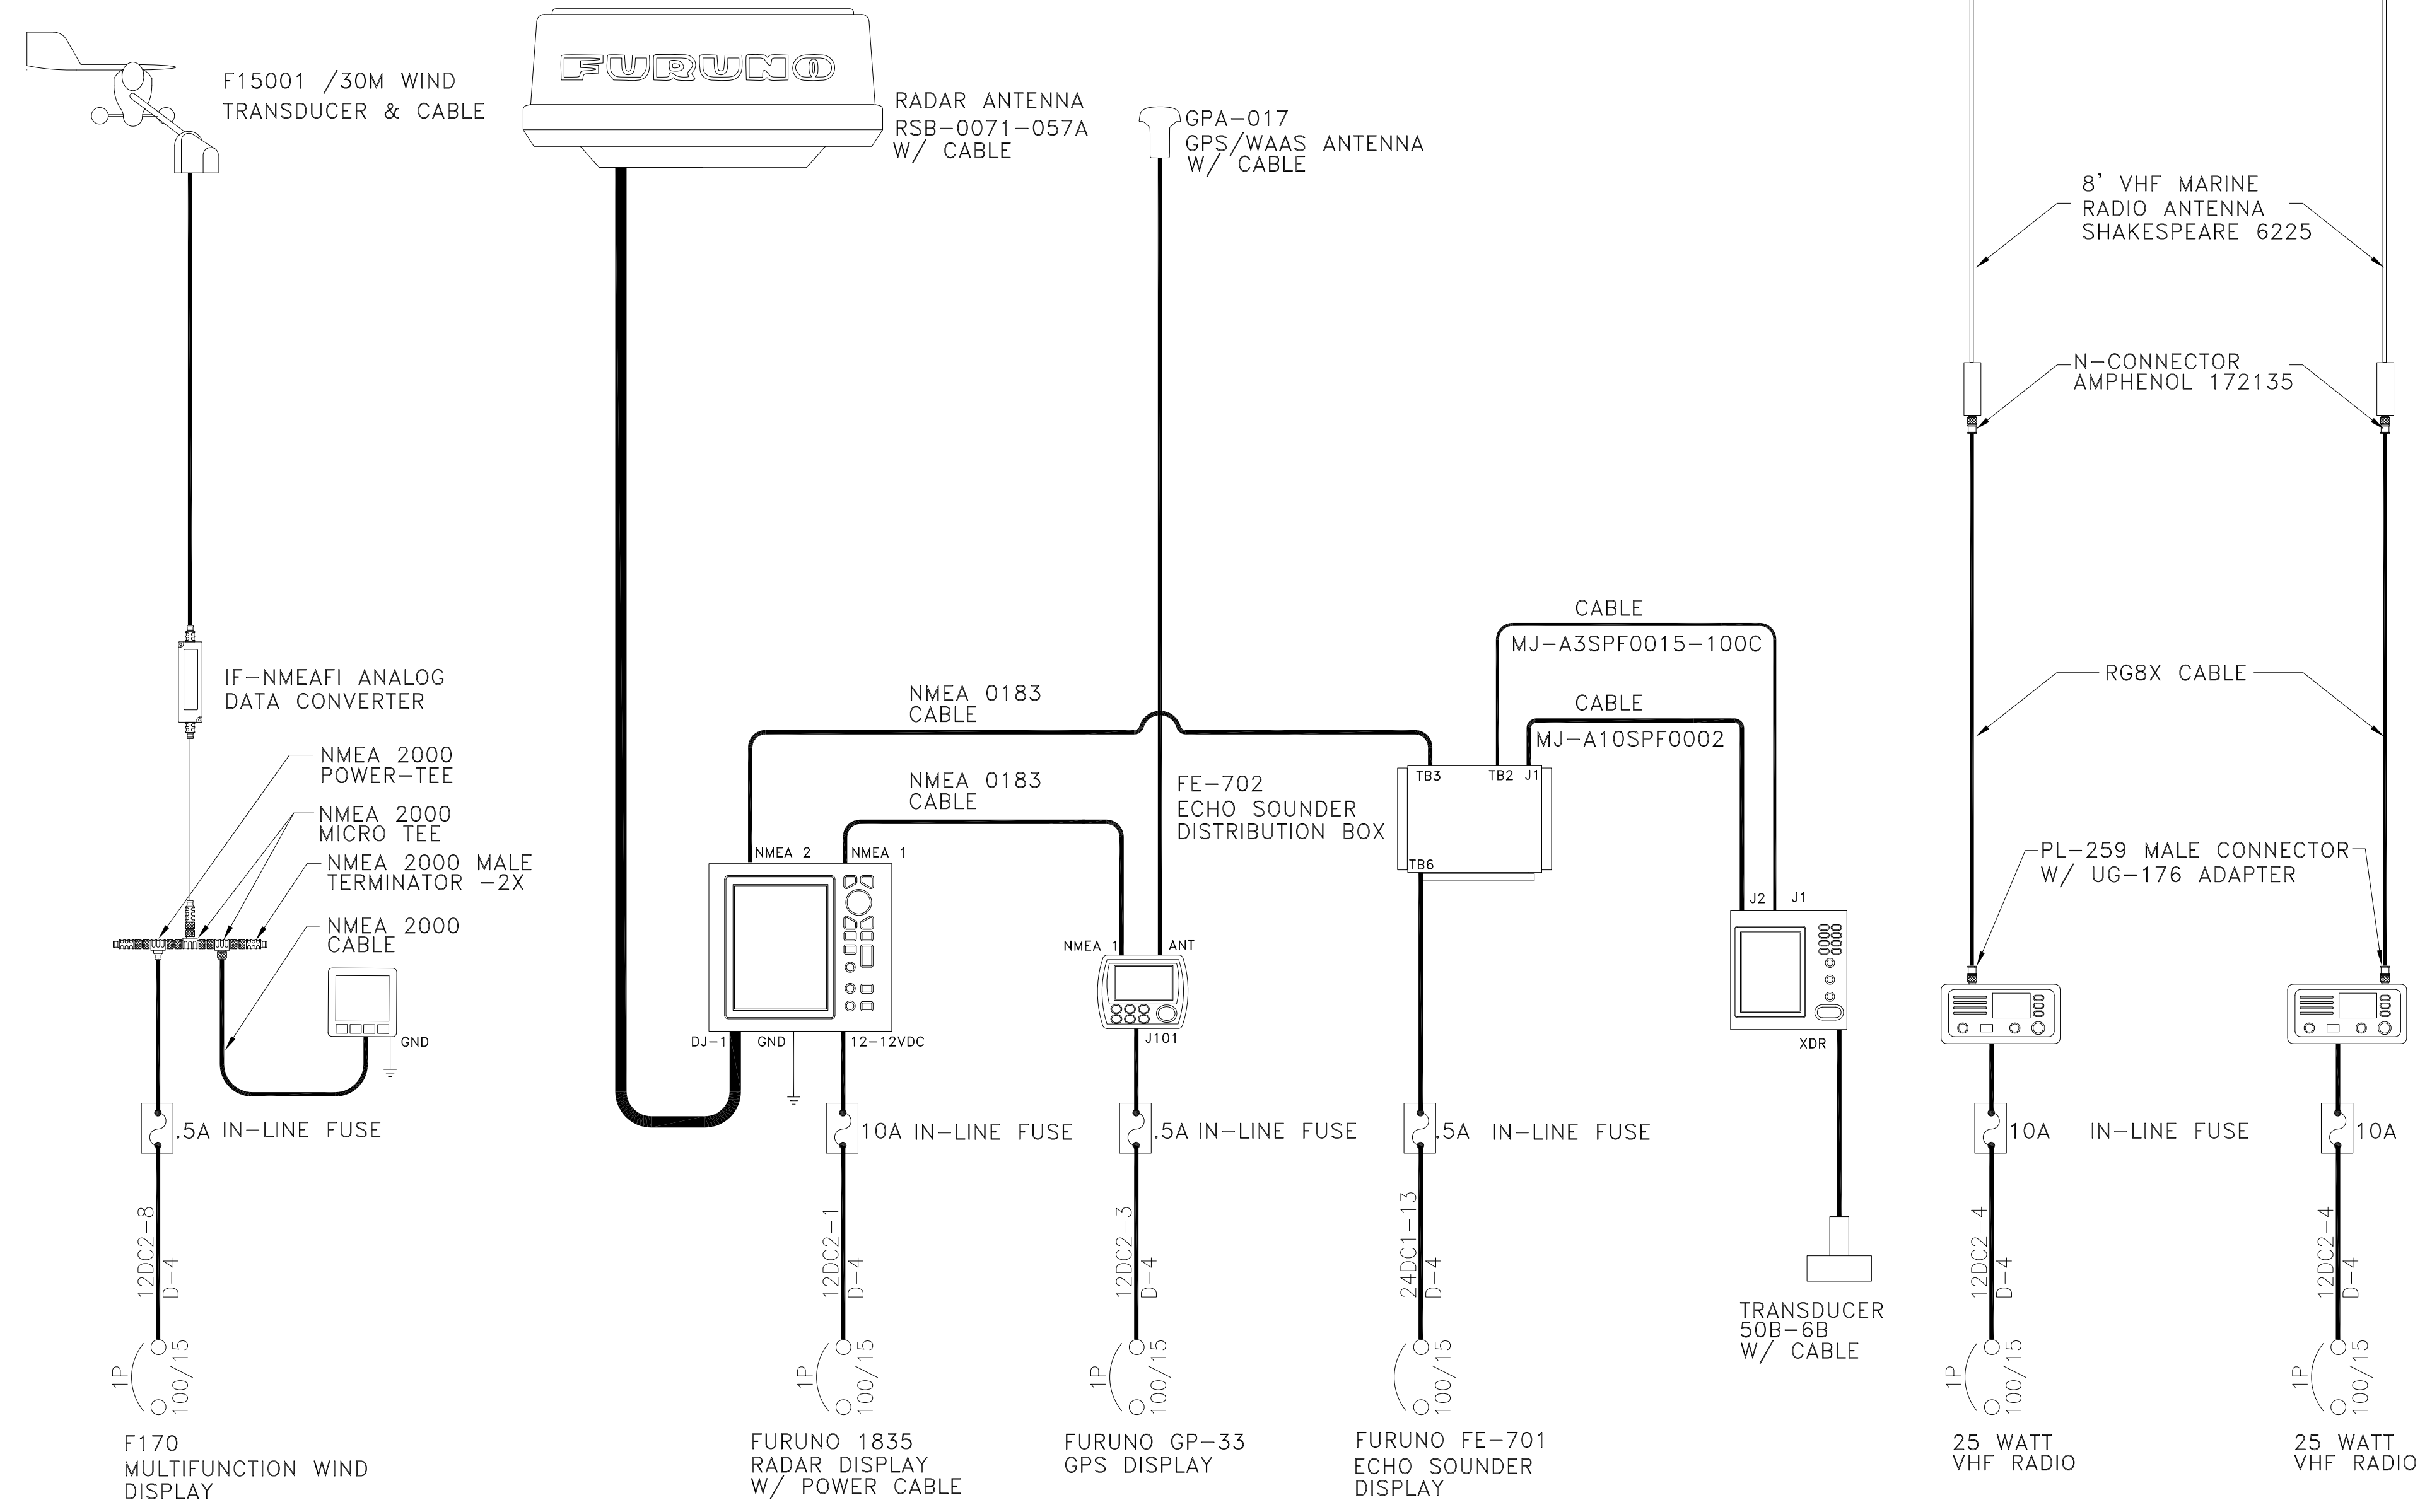 F15001 /30M WIND
TRANSDUCER & CABLE
FURUNO
RADAR ANTENNA
RSB-0071-057A
W/ CABLE
GPA-017
GPS/WAAS ANTENNA
W/ CABLE
8' VHF MARINE
RADIO ANTENNA
SHAKESPEARE 6225
N-CONNECTOR
AMPHENOL 172135
CABLE
MJ-A3SPF0015-100C
IF-NMEAFI ANALOG
DATA CONVERTER
NMEA 0183
CABLE
CABLE
MJ-A10SPF0002
RG8X CABLE
NMEA 2000
POWER-TEE
NMEA 2000
MICRO TEE
NMEA 2000 MALE
TERMINATOR -2X
NMEA 2000
CABLE
GND
NMEA 0183
CABLE
FE-702
ECHO SOUNDER
DISTRIBUTION BOX
TB3
TB2
J1
TB6
NMEA 2
NMEA 1
NMEA 1
ANT
J2
J1
PL-259 MALE CONNECTOR
W/ UG-176 ADAPTER
DJ-1
GND
12-12VDC
J101
XDR
.5A IN-LINE FUSE
10A IN-LINE FUSE
.5A IN-LINE FUSE
.5A IN-LINE FUSE
10A IN-LINE FUSE
10A
12DC2-8
D-4
12DC2-1
D-4
12DC2-3
D-4
24DC1-13
D-4
12DC2-4
D-4
12DC2-4
D-4
TRANSDUCER
50B-6B
W/ CABLE
1P
100/15
1P
100/15
1P
100/15
100/15
1P
100/15
1P
100/15
F170
MULTIFUNCTION WIND
DISPLAY
FURUNO 1835
RADAR DISPLAY
W/ POWER CABLE
FURUNO GP-33
GPS DISPLAY
FURUNO FE-701
ECHO SOUNDER
DISPLAY
25 WATT
VHF RADIO
25 WATT
VHF RADIO